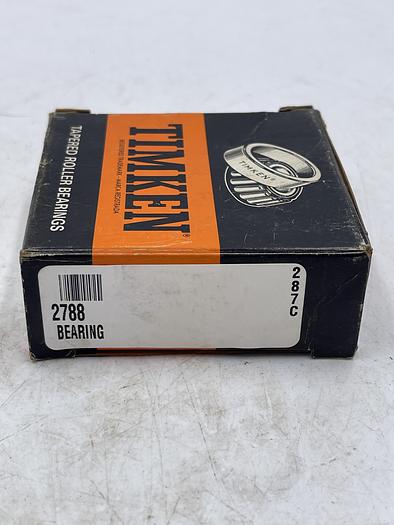 TAPERED ROLLER BEARINGS
TIMKEN®
REGISTERED TRADEMARK • MARCA REGISTRADA
TIMKEN
2788
BEARING
287C